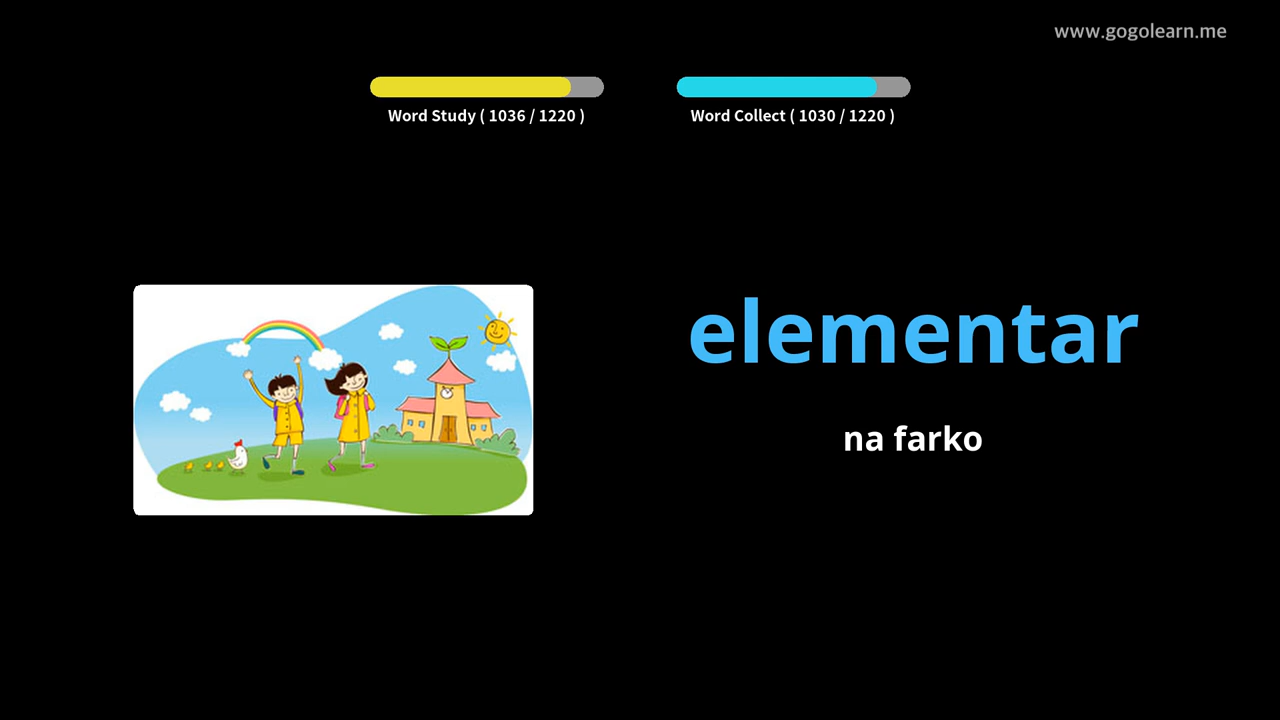 www.gogolearn.me
Word Study ( 1036 / 1220 )
Word Collect ( 1030 / 1220 )
elementar
na farko